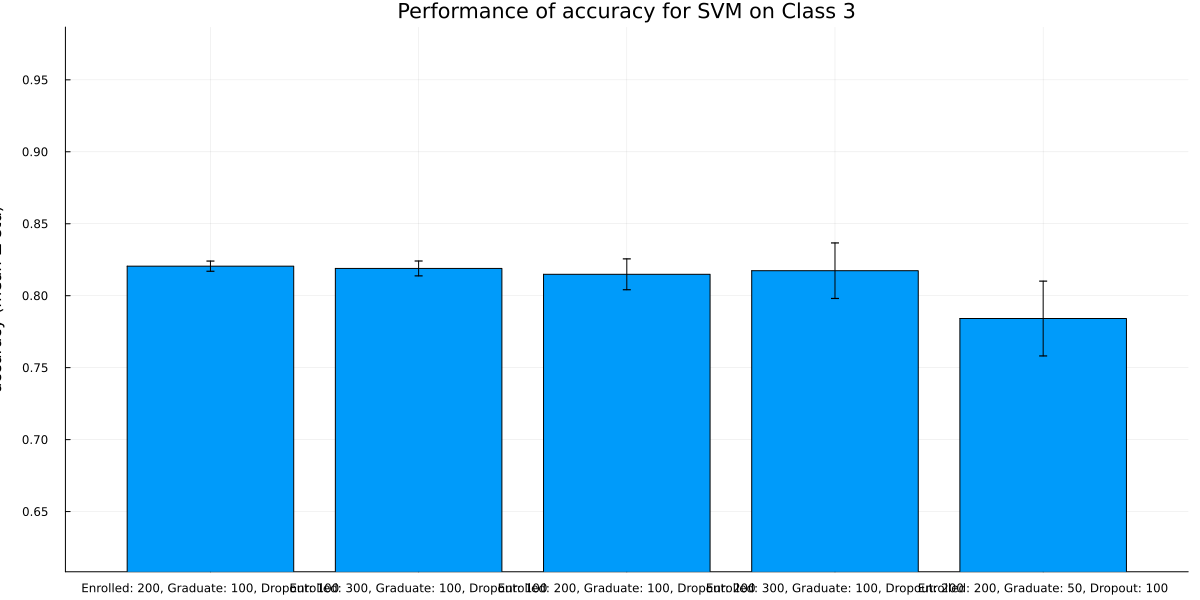 Performance of accuracy for SVM on Class 3
0.95
0.90
0.85
0.80
0.75
0.70
0.65
Enrolled: 200, Graduate: 100, Dropout: 100
Enrolled: 300, Graduate: 100, Dropout: 100
Enrolled: 200, Graduate: 100, Dropout: 200
Enrolled: 300, Graduate: 100, Dropout: 200
Enrolled: 200, Graduate: 50, Dropout: 100